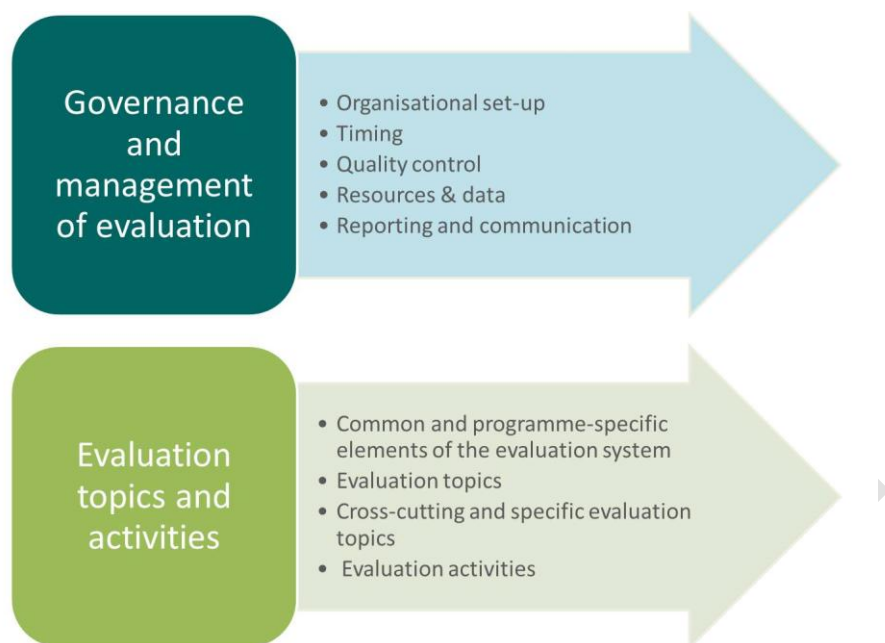 Governance
and
management
of evaluation
• Organisational set-up
• Timing
• Quality control
• Resources & data
• Reporting and communication
Evaluation
topics and
activities
• Common and programme-specific
elements of the evaluation system
• Evaluation topics
• Cross-cutting and specific evaluation
topics
• Evaluation activities